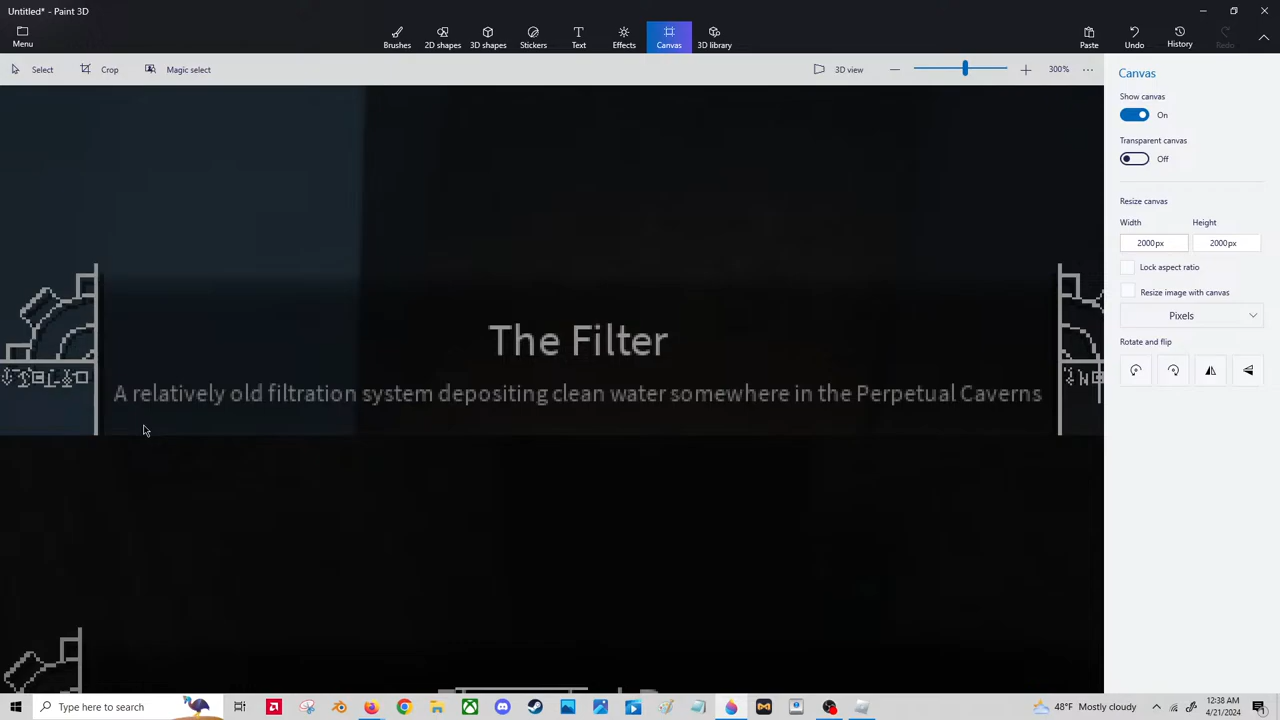 Untitled* - Paint 3D
Menu
Brushes
2D shapes
3D shapes
Stickers
Text
Effects
Canvas
3D library
Paste
Undo
History
Redo
Select
Crop
Magic select
3D view
300%
Canvas
Show canvas
On
Transparent canvas
Off
Resize canvas
Width
Height
2000px
2000px
Lock aspect ratio
Resize image with canvas
Pixels
Rotate and flip
The Filter
A relatively old filtration system depositing clean water somewhere in the Perpetual Caverns
Type here to search
48°F Mostly cloudy
12:38 AM
4/21/2024